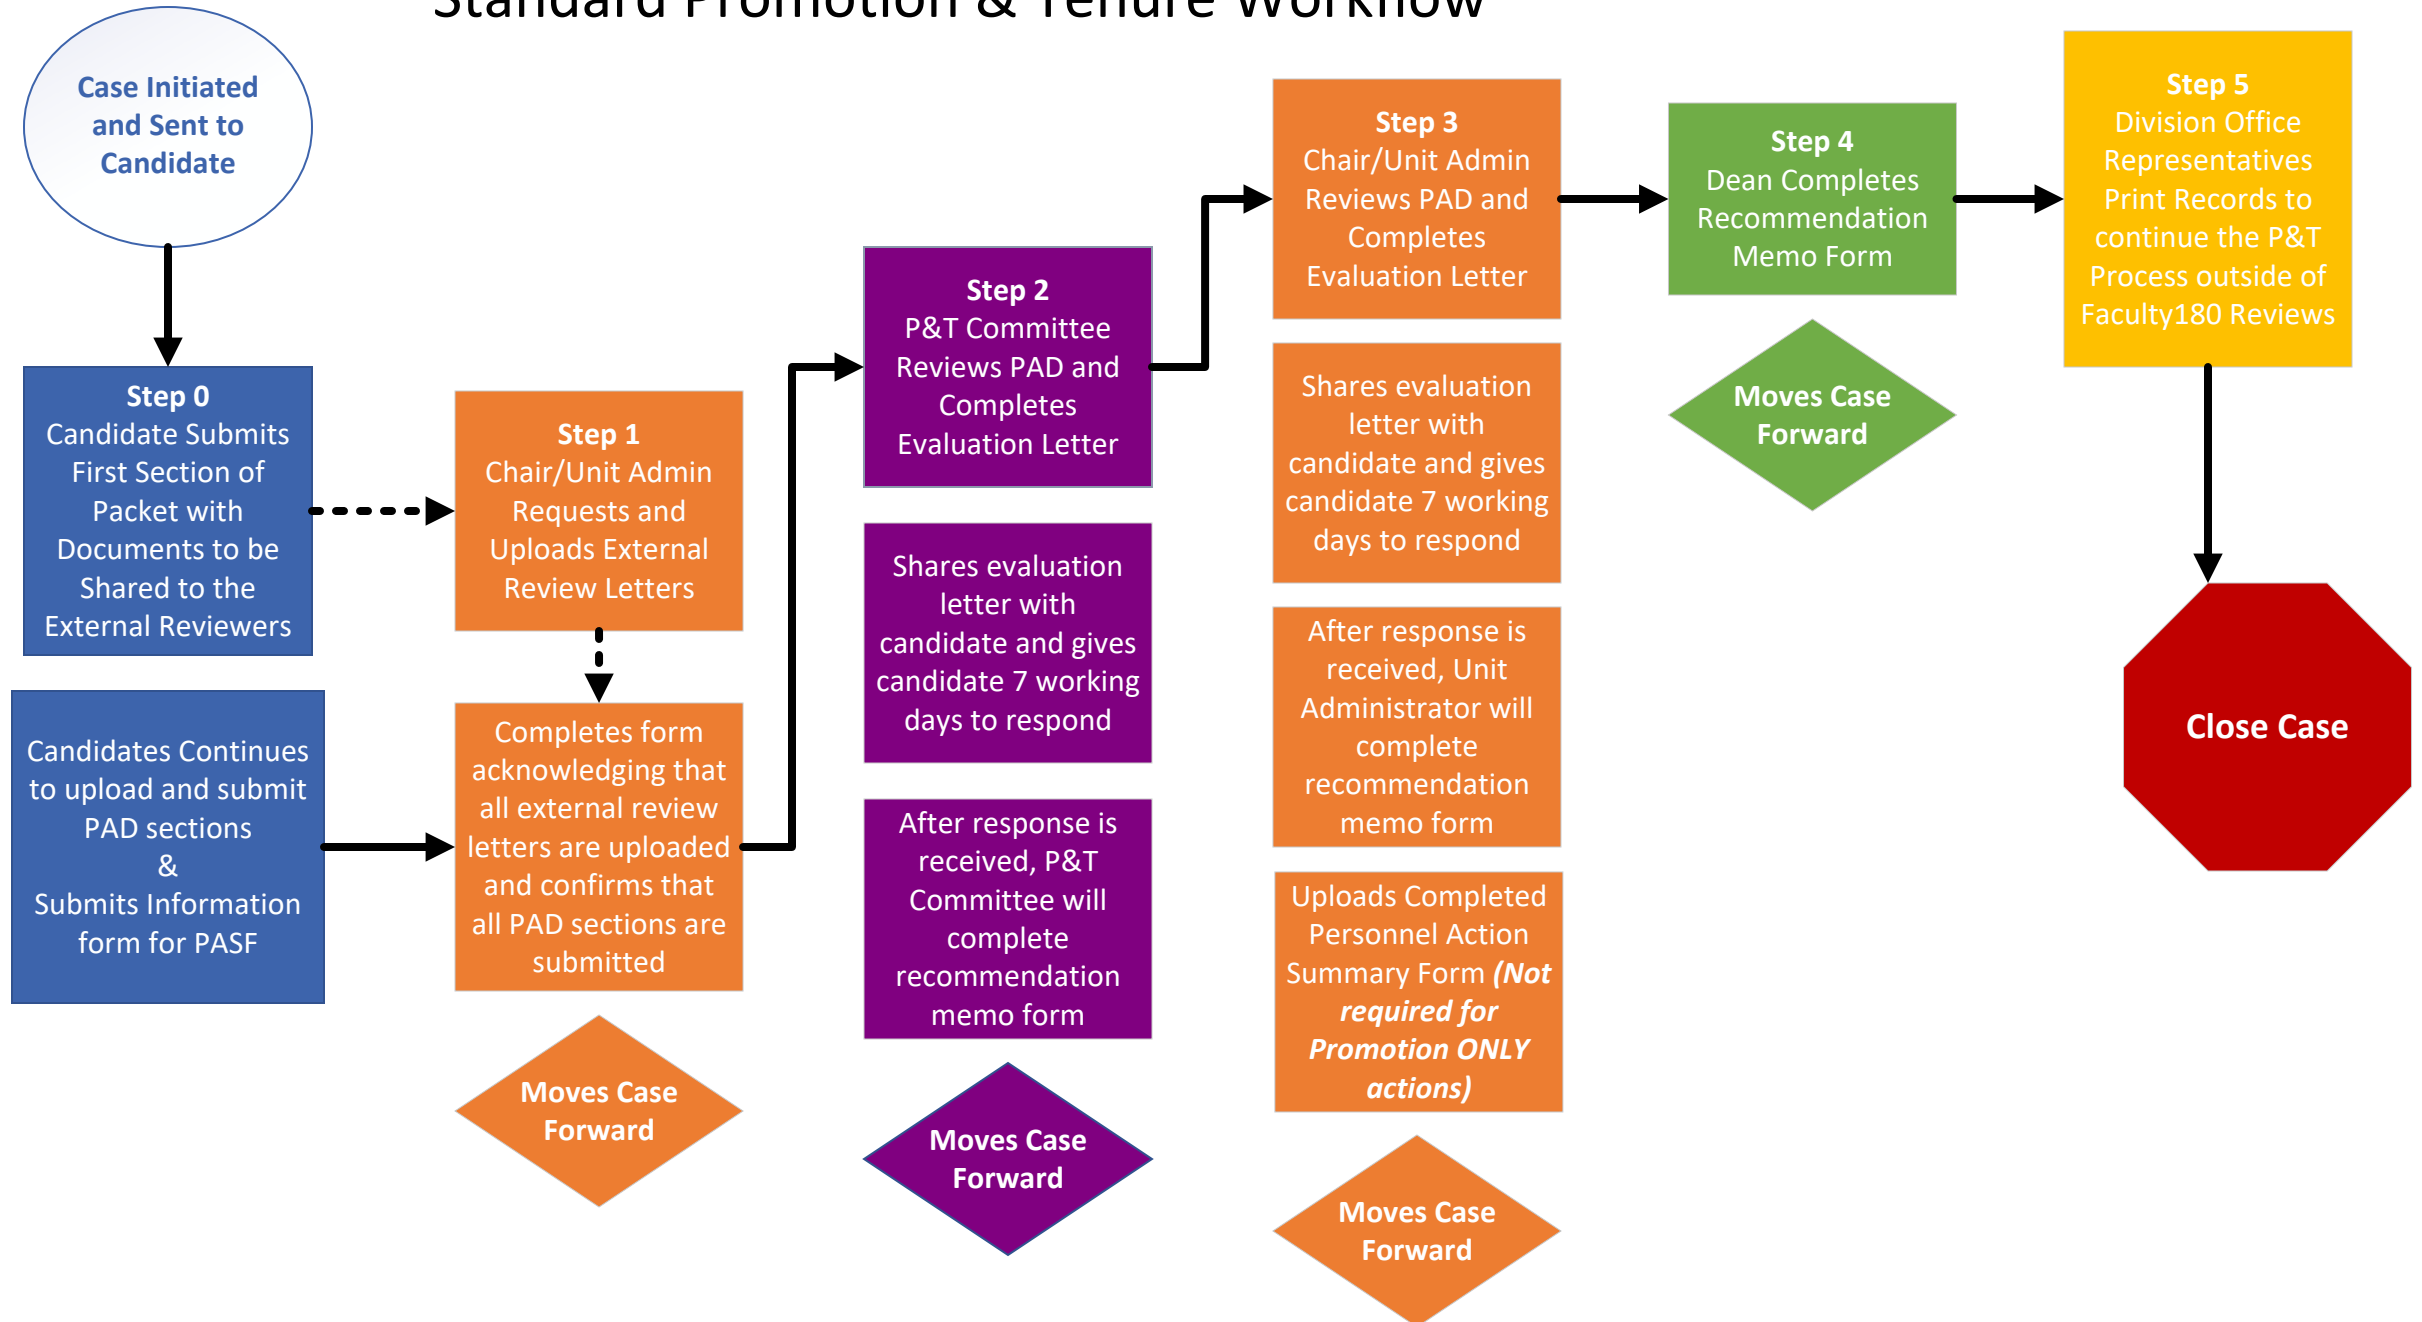 Standard Promotion & Tenure Workflow
Case Initiated
and Sent to
Candidate
Step 0
Candidate Submits
First Section of
Packet with
Documents to be
Shared to the
External Reviewers
Candidates Continues
to upload and submit
PAD sections
&
Submits Information
form for PASF
Step 1
Chair/Unit Admin
Requests and
Uploads External
Review Letters
Completes form
acknowledging that
all external review
letters are uploaded
and confirms that
all PAD sections are
submitted
Moves Case
Forward
Step 2
P&T Committee
Reviews PAD and
Completes
Evaluation Letter
Shares evaluation
letter with
candidate and gives
candidate 7 working
days to respond
After response is
received, P&T
Committee will
complete
recommendation
memo form
Moves Case
Forward
Step 3
Chair/Unit Admin
Reviews PAD and
Completes
Evaluation Letter
Shares evaluation
letter with
candidate and gives
candidate 7 working
days to respond
After response is
received, Unit
Administrator will
complete
recommendation
memo form
Uploads Completed
Personnel Action
Summary Form (Not
required for
Promotion ONLY
actions)
Moves Case
Forward
Step 4
Dean Completes
Recommendation
Memo Form
Moves Case
Forward
Step 5
Division Office
Representatives
Print Records to
continue the P&T
Process outside of
Faculty180 Reviews
Close Case